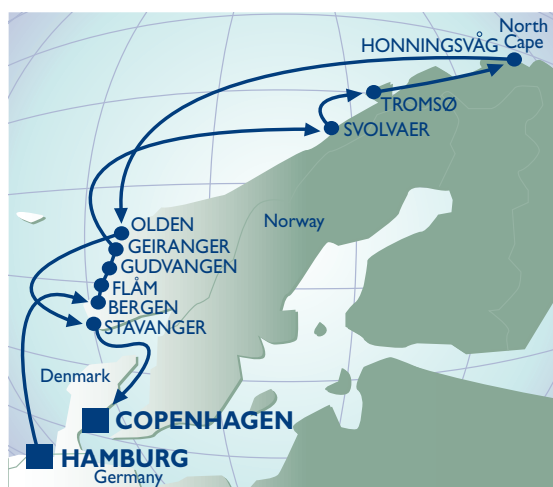 North
HONNINGSVÅG Cape
TROMSØ
SVOLVAER
OLDEN
Norway
GEIRANGER
GUDVANGEN
FLÅM
BERGEN
STAVANGER
Denmark
COPENHAGEN
HAMBURG
Germany